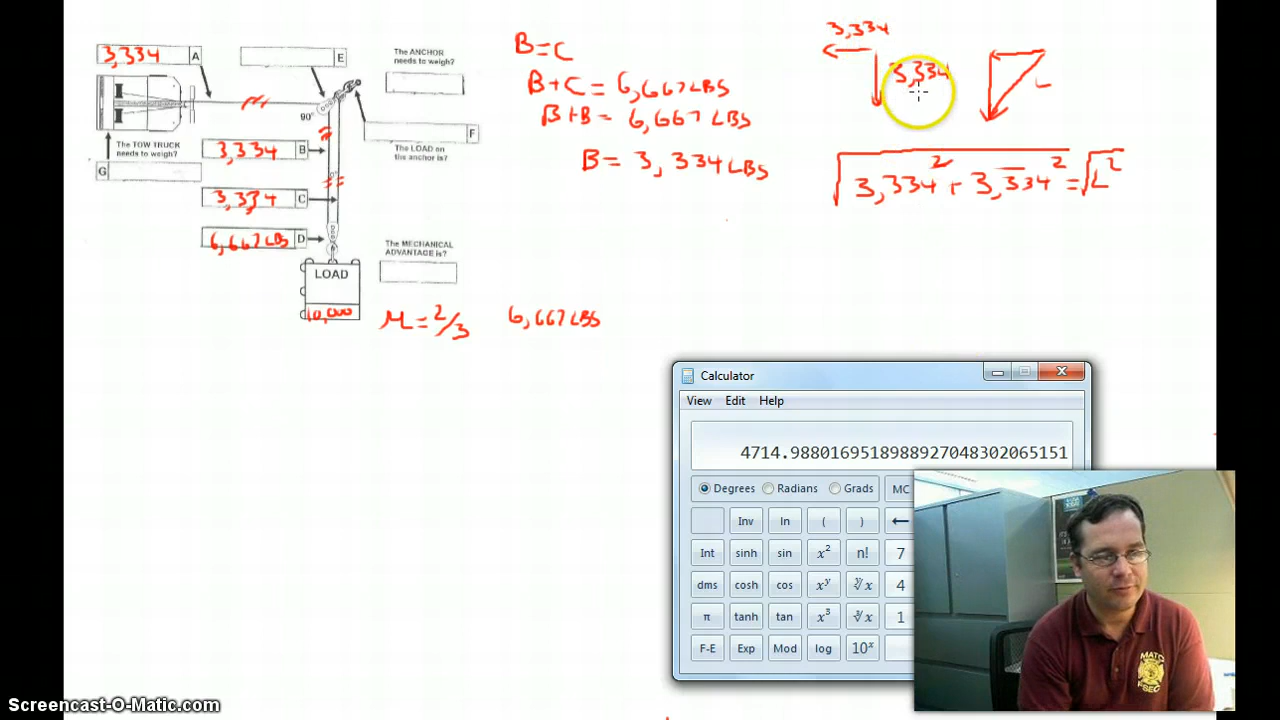 3,334 A
E
The ANCHOR
needs to weigh?
90°
F
The LOAD on
the anchor is?
The TOW TRUCK
needs to weigh?
G
3,334 B
3,334 C
6,667 LBS D
The MECHANICAL
ADVANTAGE is?
LOAD
10,000
M = 2/3 6,667 LBS
B = C
B + C = 6,667 LBS
B + B = 6,667 LBS
B = 3,334 LBS
3,334
3,334
L
√3,334² + 3,334² = √L²
Calculator
View Edit Help
4714.9880169518988927048302065151
Degrees Radians Grads MC
Inv ln ( ) ←
Int sinh sin x² n! 7
dms cosh cos xʸ ʸ√x 4
π tanh tan x³ ³√x 1
F-E Exp Mod log 10ˣ
MATC
FSEC
Screencast-O-Matic.com